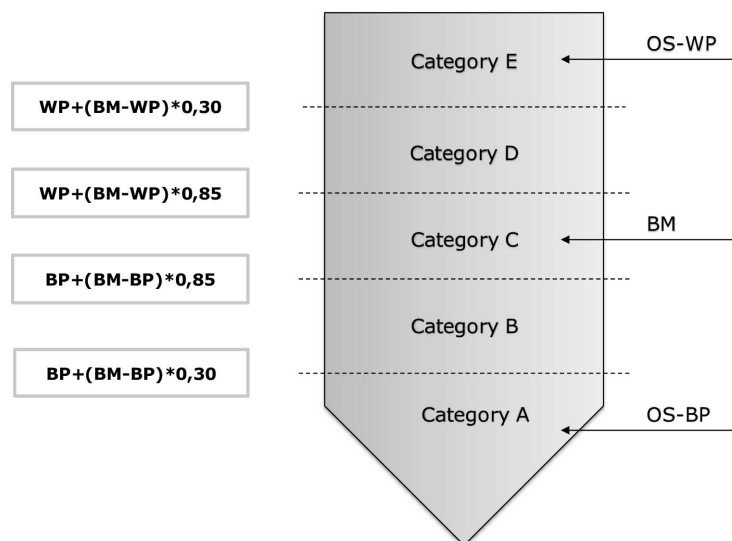 Category E
OS-WP
WP+(BM-WP)*0,30
Category D
WP+(BM-WP)*0,85
Category C
BM
BP+(BM-BP)*0,85
Category B
BP+(BM-BP)*0,30
Category A
OS-BP